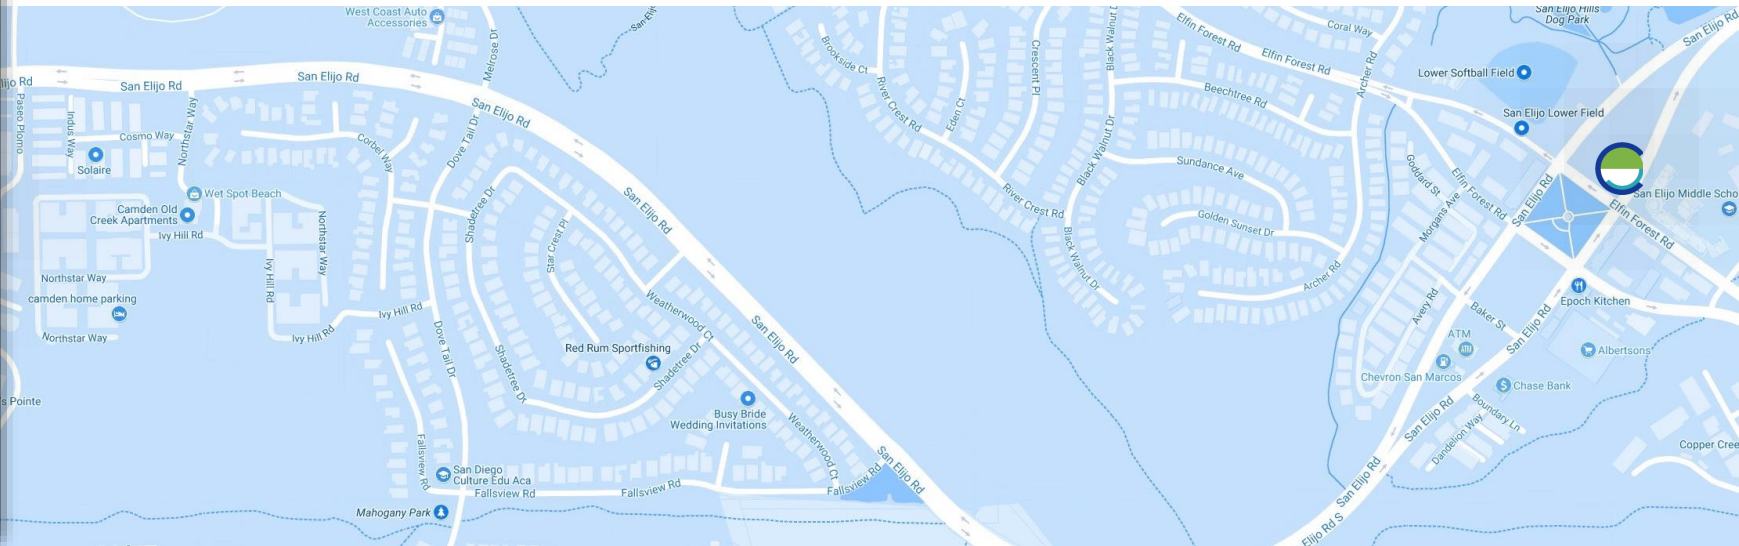 West Coast Auto
Accessories
San Elijo Hills
Dog Park
San Elijo Rd
Coral Way
Elfin Forest Rd
Elfin Forest Rd
Melrose Dr
Brookside Ct
Crescent Pl
Black Walnut D
Archer Rd
Lower Softball Field
ijo Rd
San Elijo Rd
San Elijo Rd
San Elijo Rd
Beechtree Rd
River Crest Rd
Eden Ct
San Elijo Lower Field
Paseo Plomo
Indus Way
Northstar Way
Cosmo Way
Corbel Way
Dove Tail Dr
Solaire
Black Walnut Dr
Sundance Ave
Goddard St
Elfin Forest Rd
San Elijo Rd
San Elijo Middle Scho
Wet Spot Beach
Camden Old
Creek Apartments
Shadetree Dr
San Elijo Rd
River Crest Rd
Golden Sunset Dr
Morgans Ave
Elfin Forest Rd
Ivy Hill Rd
Northstar Way
Star Crest Pl
Black Walnut Dr
Archer Rd
Northstar Way
Ivy Hill Rd
camden home parking
Ivy Hill Rd
Weatherwood Ct
Avery Rd
Baker St
San Elijo Rd
Epoch Kitchen
Northstar Way
Ivy Hill Rd
Dove Tail Dr
San Elijo Rd
ATM
Albertsons
Red Rum Sportfishing
Shadetree Dr
Shadetree Dr
Chevron San Marcos
Chase Bank
s Pointe
Busy Bride
Wedding Invitations
Weatherwood Ct
San Elijo Rd
Boundary Ln
Dandelion Way
Copper Cree
Fallsview Rd
San Diego
Culture Edu Aca
Fallsview Rd
Fallsview Rd
Fallsview Rd
San Elijo Rd
San Elijo Rd
Mahogany Park
Elijo Rd S